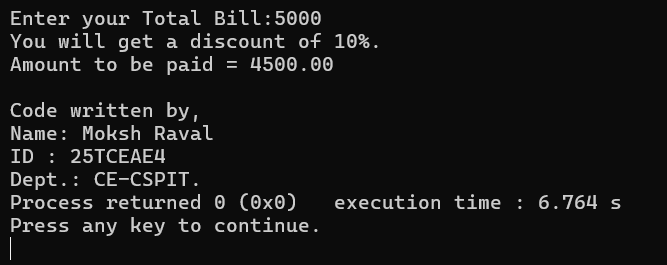 Enter your Total Bill:5000
You will get a discount of 10%.
Amount to be paid = 4500.00
Code written by,
Name: Moksh Raval
ID : 25TCEAE4
Dept.: CE-CSPIT.
Process returned 0 (0x0)   execution time : 6.764 s
Press any key to continue.